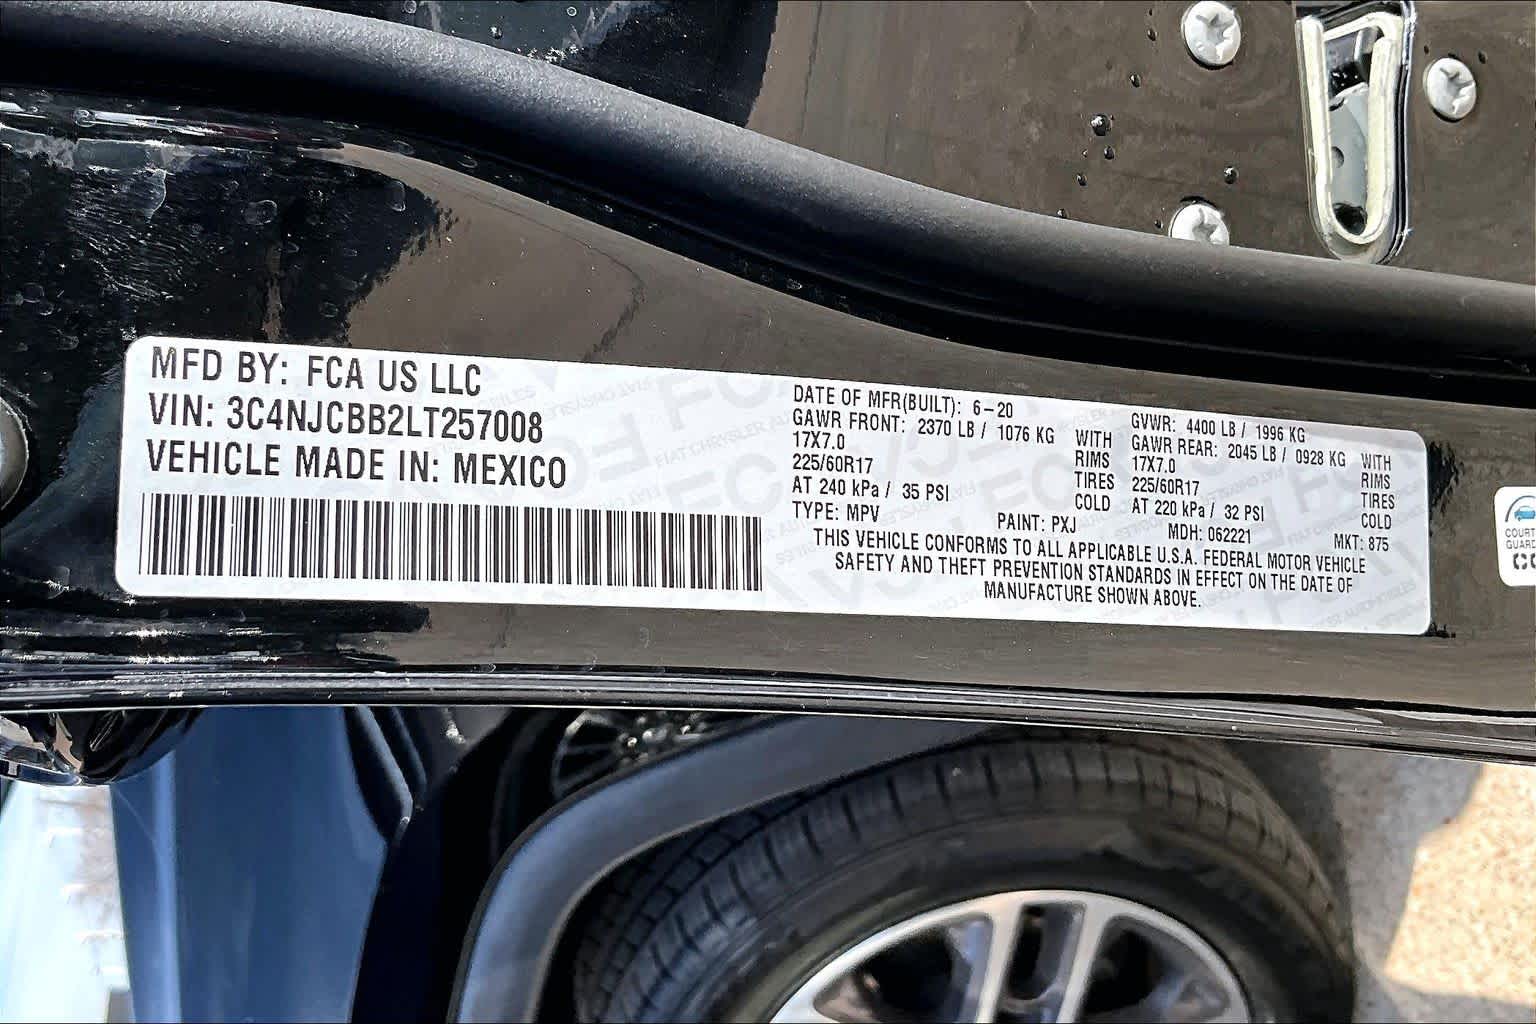 MFD BY: FCA US LLC
VIN: 3C4NJCBB2LT257008
VEHICLE MADE IN: MEXICO
DATE OF MFR(BUILT): 6-20
GAWR FRONT: 2370 LB / 1076 KG WITH
17X7.0 RIMS
225/60R17 TIRES
AT 240 kPa / 35 PSI COLD
TYPE: MPV PAINT: PXJ
GVWR: 4400 LB / 1996 KG
GAWR REAR: 2045 LB / 0928 KG WITH
17X7.0 RIMS
225/60R17 TIRES
AT 220 kPa / 32 PSI COLD
MDH: 062221 MKT: 875
THIS VEHICLE CONFORMS TO ALL APPLICABLE U.S.A. FEDERAL MOTOR VEHICLE
SAFETY AND THEFT PREVENTION STANDARDS IN EFFECT ON THE DATE OF
MANUFACTURE SHOWN ABOVE.